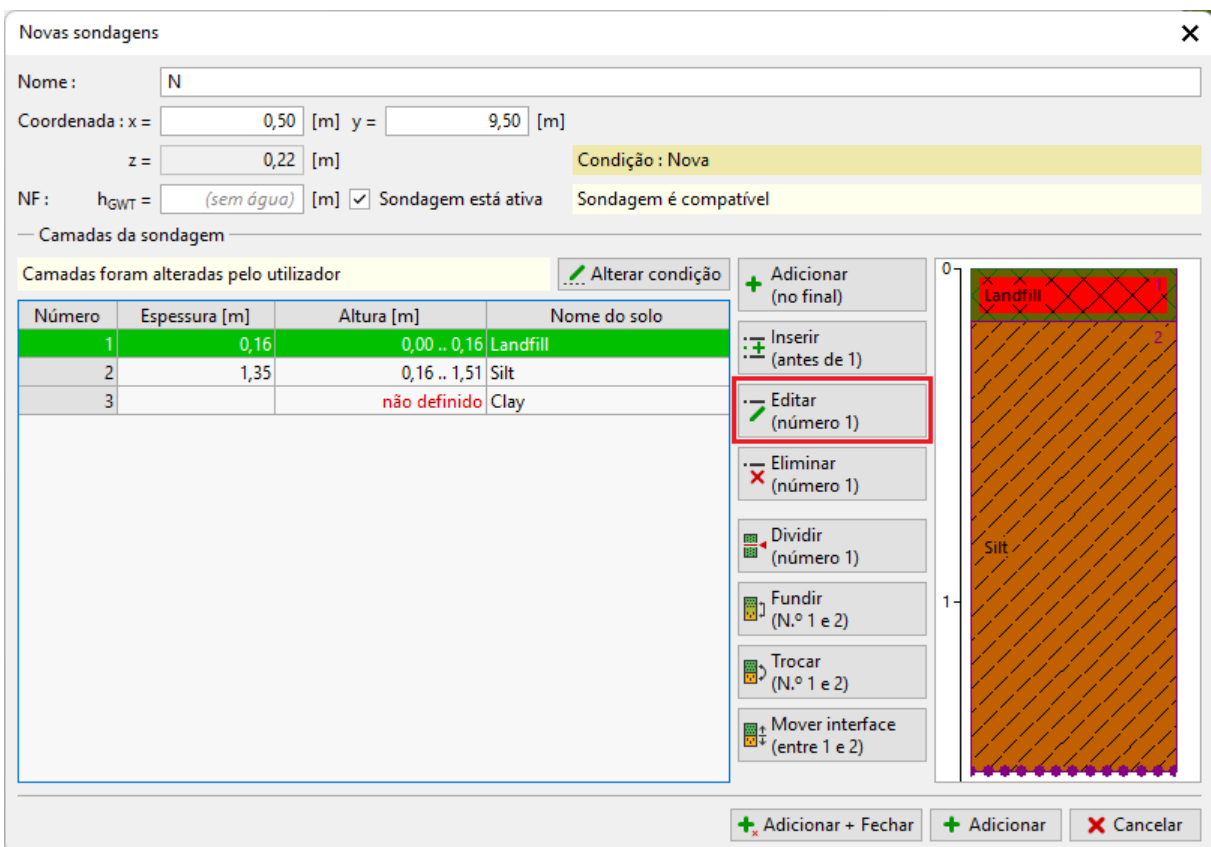 Novas sondagens
Nome :
N
Coordenada : x = 0,50 [m] y = 9,50 [m]
z = 0,22 [m]
Condição : Nova
NF : hGWT = (sem água) [m] Sondagem está ativa
Sondagem é compatível
Camadas da sondagem
Camadas foram alteradas pelo utilizador
Alterar condição
Número Espessura [m] Altura [m] Nome do solo
1 0,16 0,00 .. 0,16 Landfill
2 1,35 0,16 .. 1,51 Silt
3 não definido Clay
Adicionar
(no final)
Inserir
(antes de 1)
Editar
(número 1)
Eliminar
(número 1)
Dividir
(número 1)
Fundir
(N.º 1 e 2)
Trocar
(N.º 1 e 2)
Mover interface
(entre 1 e 2)
0
Landfill 1
2
Silt
1
Adicionar + Fechar
Adicionar
Cancelar